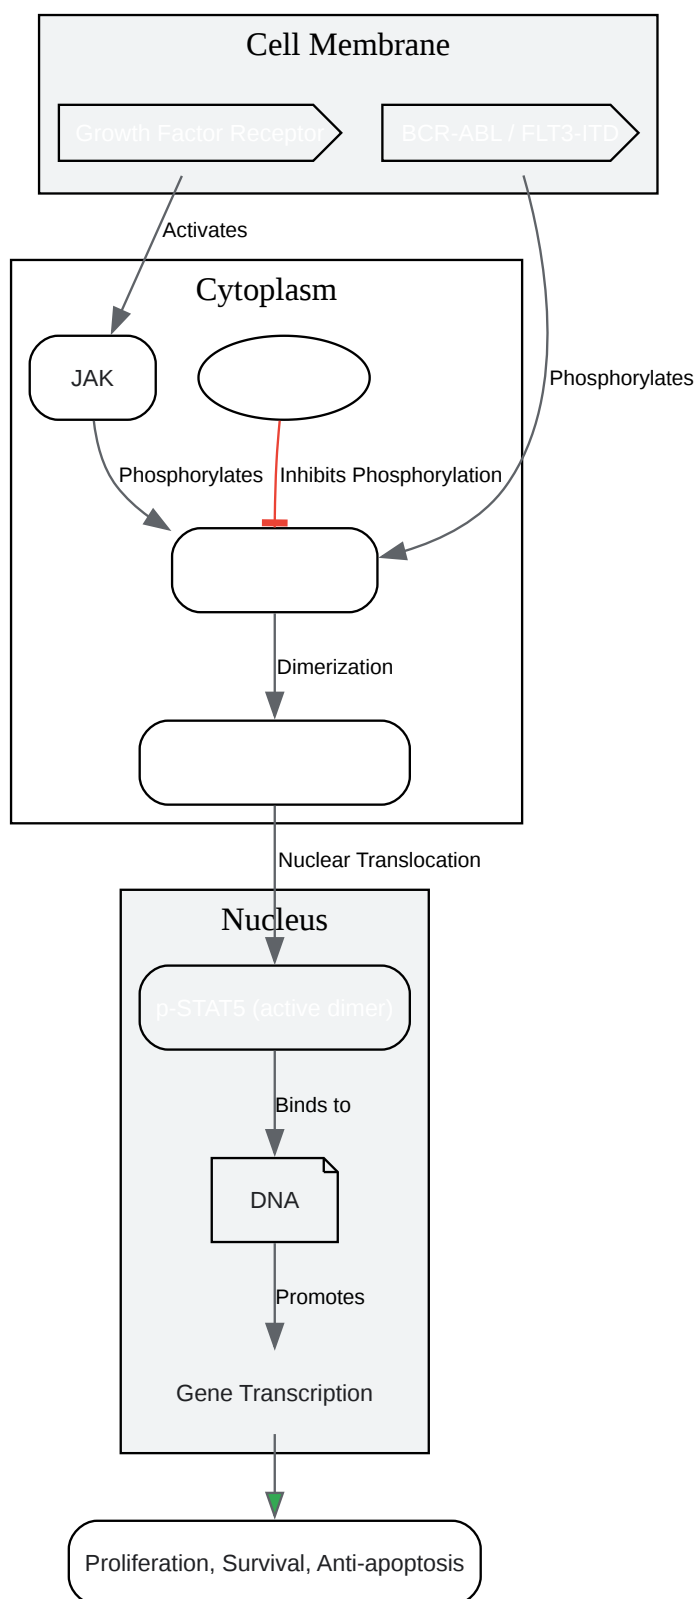 Cell Membrane
Growth Factor Receptor
BCR-ABL / FLT3-ITD
Activates
Cytoplasm
JAK
Phosphorylates
Phosphorylates
Inhibits Phosphorylation
Dimerization
Nuclear Translocation
Nucleus
p-STAT5 (active dimer)
Binds to
DNA
Promotes
Gene Transcription
Proliferation, Survival, Anti-apoptosis